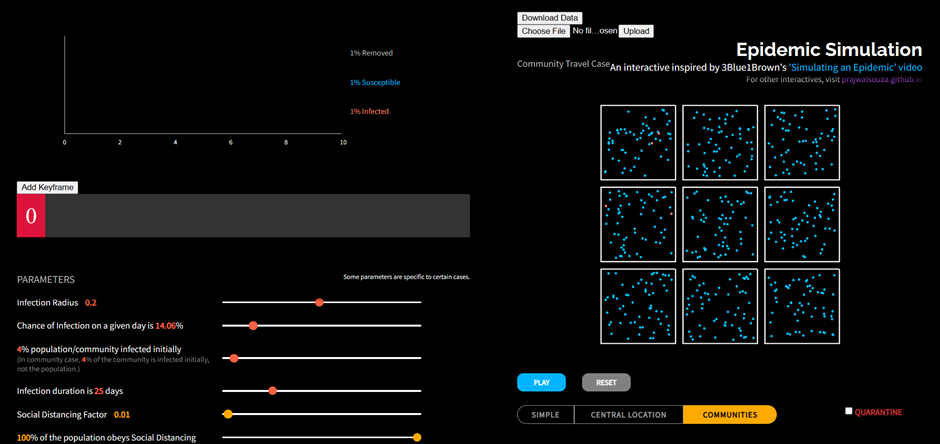 Download Data
Choose File No fil...osen Upload
Epidemic Simulation
Community Travel Case
An interactive inspired by 3Blue1Brown's 'Simulating an Epidemic' video
For other interactives, visit prajwalsouza.github.io
1% Removed
1% Susceptible
1% Infected
0 2 4 6 8 10
Add Keyframe
0
PARAMETERS
Some parameters are specific to certain cases.
Infection Radius 0.2
Chance of Infection on a given day is 14.06%
4% population/community infected initially
(In community case, 4% of the community is infected initially,
not the population.)
Infection duration is 25 days
Social Distancing Factor 0.01
100% of the population obeys Social Distancing
PLAY RESET
SIMPLE CENTRAL LOCATION COMMUNITIES
QUARANTINE